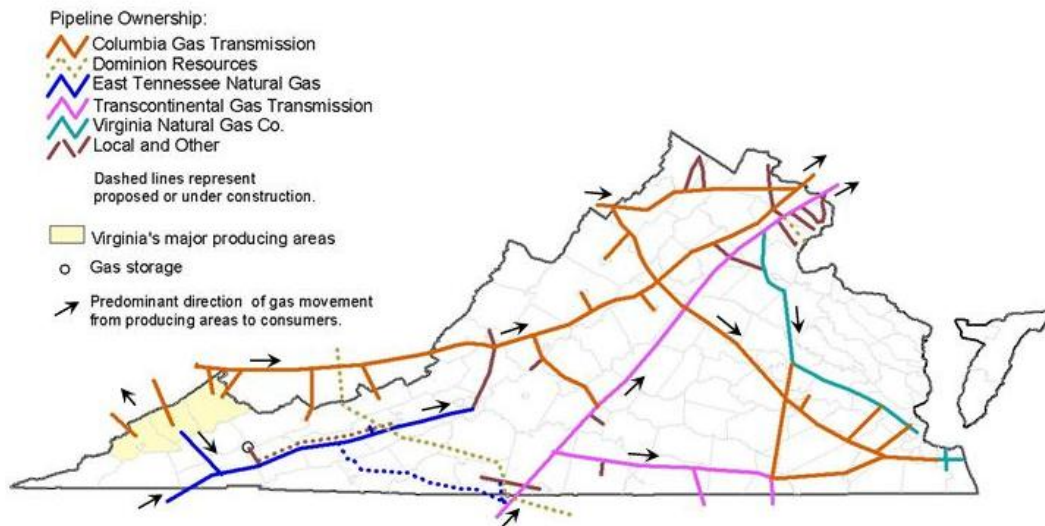 Pipeline Ownership:
Columbia Gas Transmission
Dominion Resources
East Tennessee Natural Gas
Transcontinental Gas Transmission
Virginia Natural Gas Co.
Local and Other
Dashed lines represent
proposed or under construction.
Virginia's major producing areas
Gas storage
Predominant direction of gas movement
from producing areas to consumers.